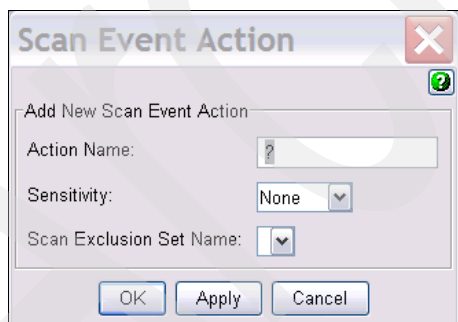 Scan Event Action
?
Add New Scan Event Action
Action Name: ?
Sensitivity: None
Scan Exclusion Set Name:
OK Apply Cancel